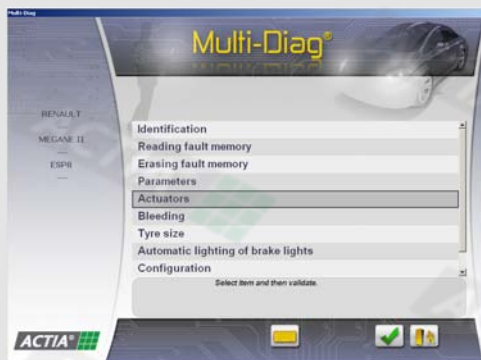 Multi-Diag
Multi-Diag®
RENAULT
MEGANE II
ESP8
Identification
Reading fault memory
Erasing fault memory
Parameters
Actuators
Bleeding
Tyre size
Automatic lighting of brake lights
Configuration
Select item and then validate.
ACTIA®